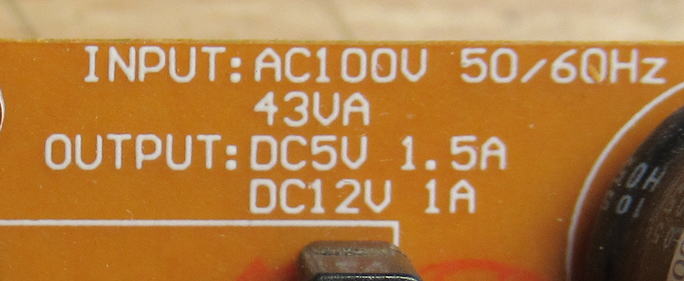 INPUT:AC100V 50/60Hz
43VA
OUTPUT:DC5V 1.5A
DC12V 1A